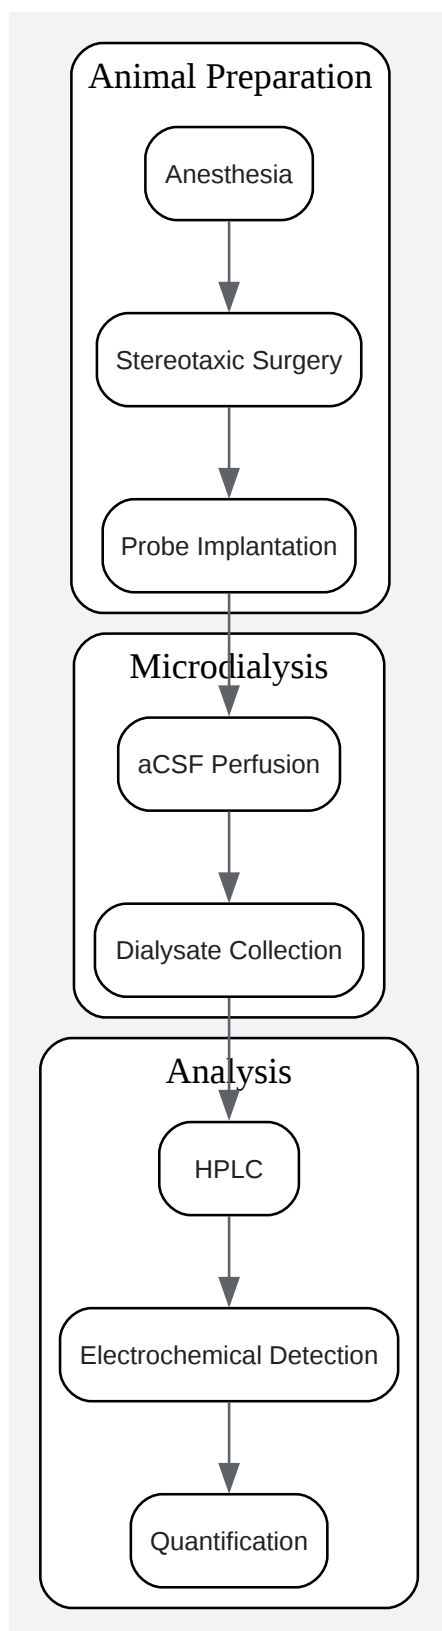 Animal Preparation
Anesthesia
Stereotaxic Surgery
Probe Implantation
Microdialysis
aCSF Perfusion
Dialysate Collection
Analysis
HPLC
Electrochemical Detection
Quantification